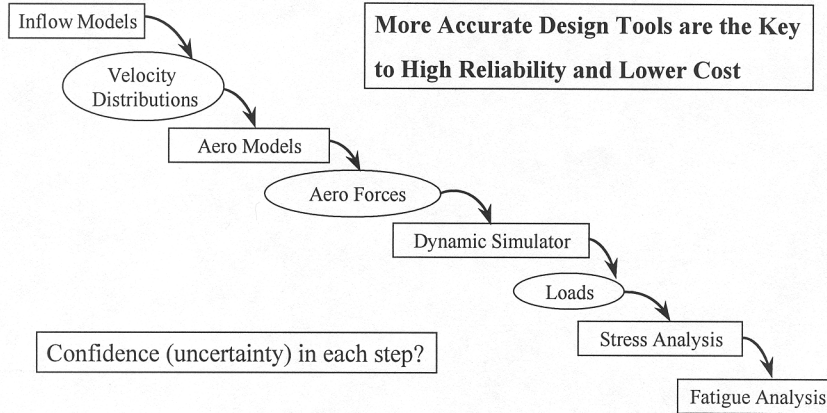 Inflow Models
More Accurate Design Tools are the Key
to High Reliability and Lower Cost
Velocity
Distributions
Aero Models
Aero Forces
Dynamic Simulator
Loads
Stress Analysis
Confidence (uncertainty) in each step?
Fatigue Analysis